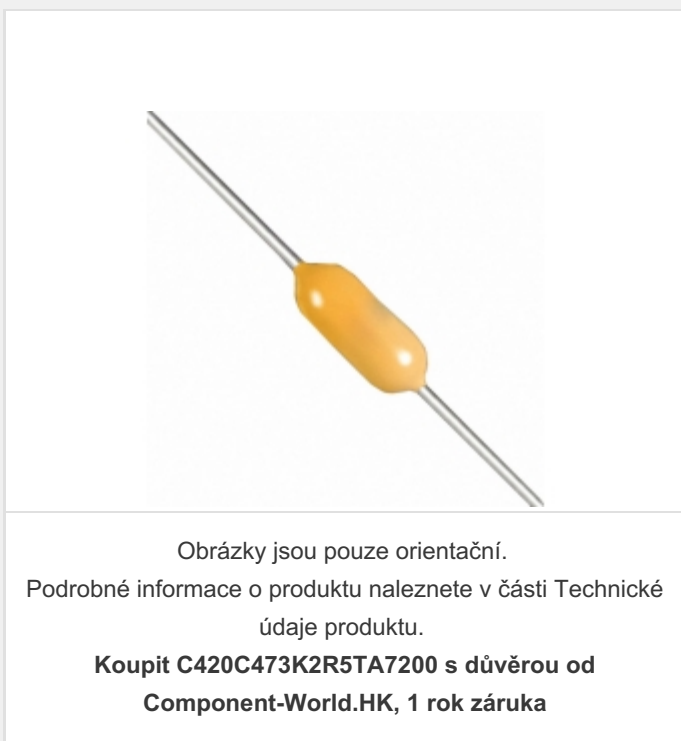 Obrázky jsou pouze orientační.
Podrobné informace o produktu naleznete v části Technické
údaje produktu.
Koupit C420C473K2R5TA7200 s důvěrou od
Component-World.HK, 1 rok záruka